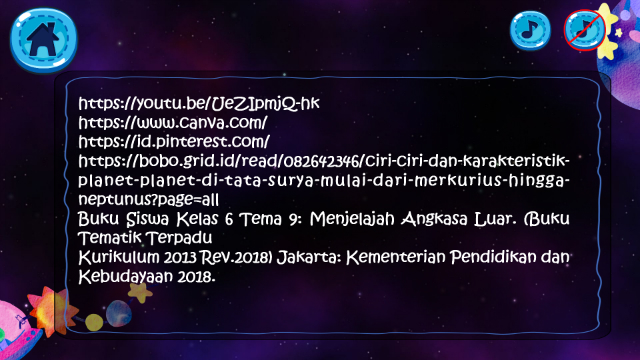 https://youtu.be/UeZIpmjQ-hk
https://www.canva.com/
https://id.pinterest.com/
https://bobo.grid.id/read/082642346/ciri-ciri-dan-karakteristik-
planet-planet-di-tata-surya-mulai-dari-merkurius-hingga-
neptunus?page=all
Buku Siswa Kelas 6 Tema 9: Menjelajah Angkasa Luar. (Buku
Tematik Terpadu
Kurikulum 2013 Rev.2018) Jakarta: Kementerian Pendidikan dan
Kebudayaan 2018.